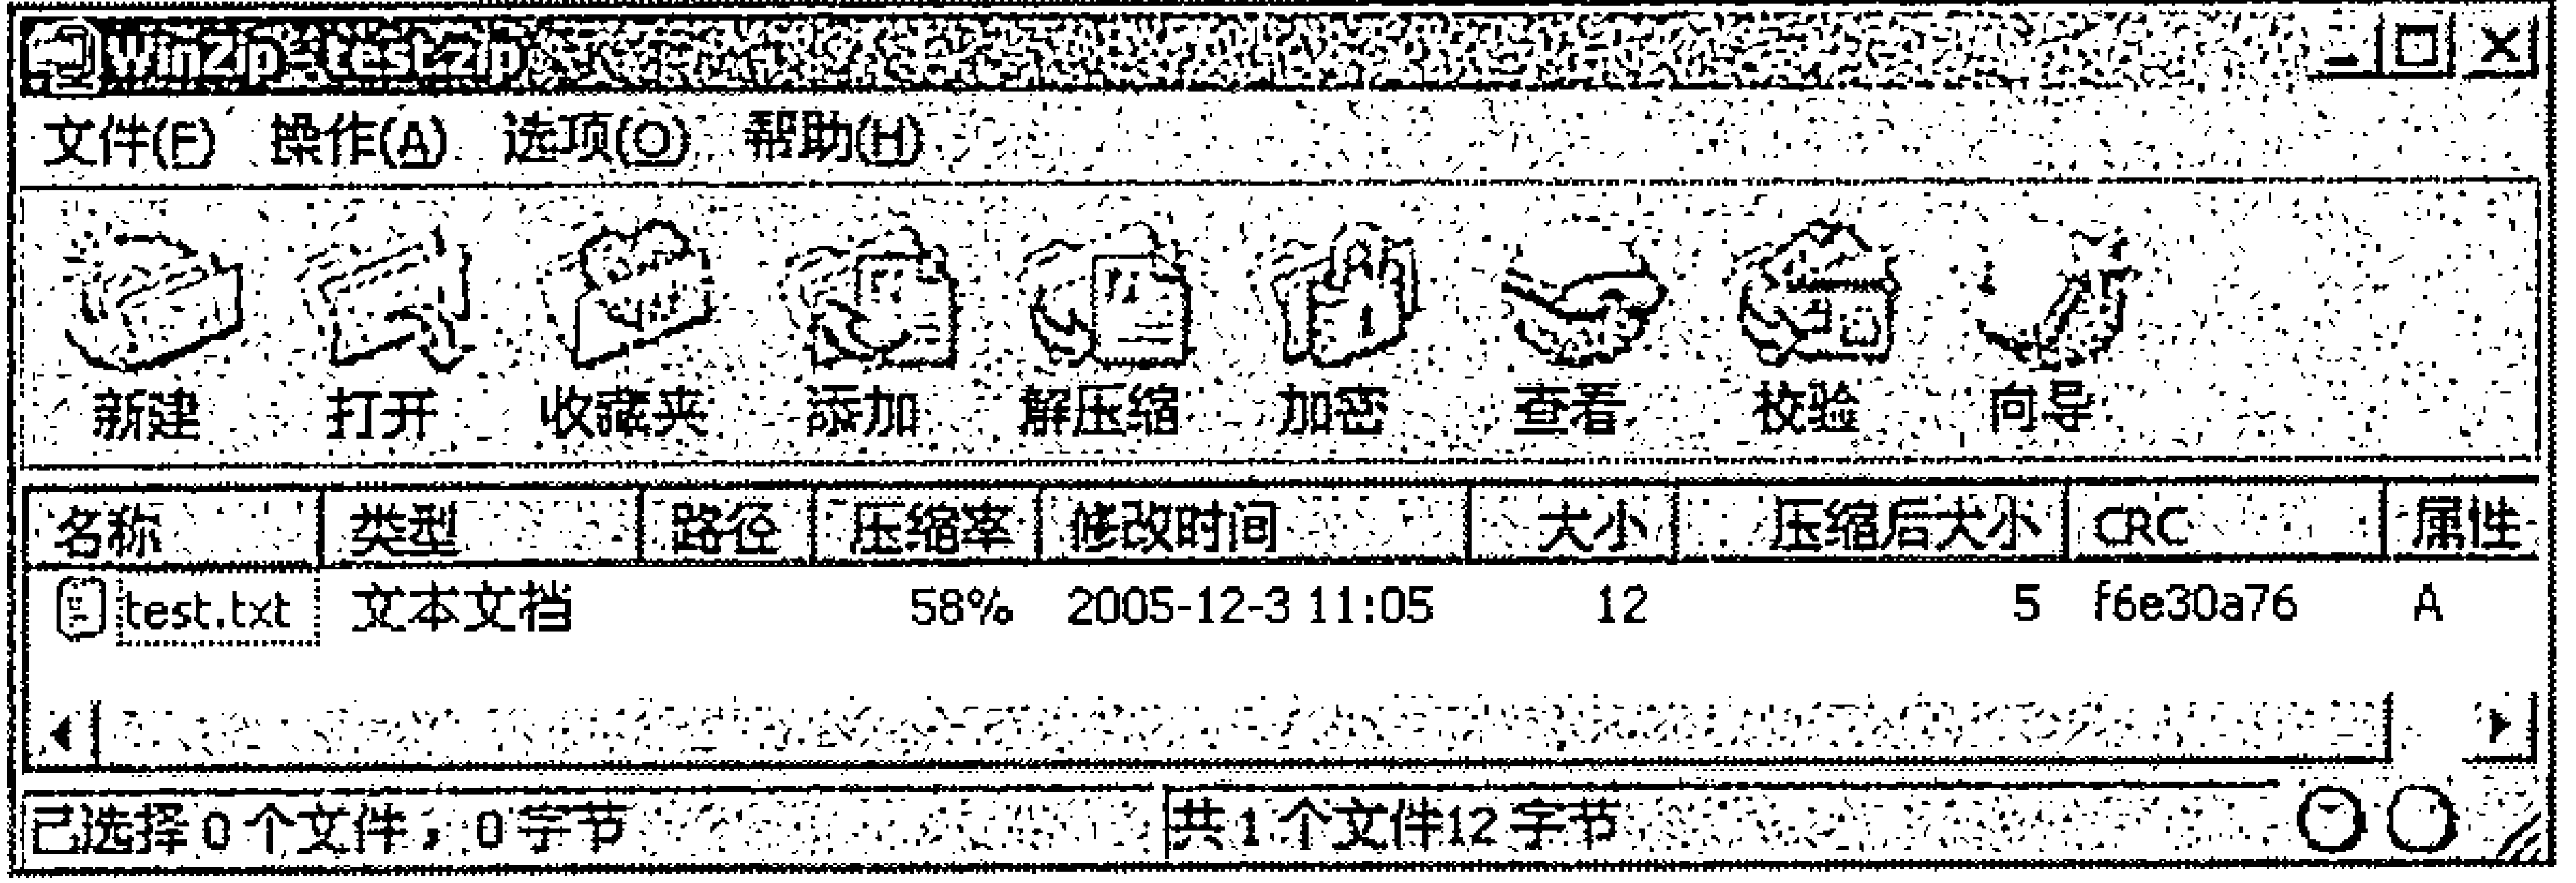 WinZip - test.zip
文件(F) 操作(A) 选项(O) 帮助(H)
新建 打开 收藏夹 添加 解压缩 加密 查看 校验 向导
名称 类型 路径 压缩率 修改时间 大小 压缩后大小 CRC 属性
test.txt 文本文档 58% 2005-12-3 11:05 12 5 f6e30a76 A
已选择 0 个文件，0 字节 共 1 个文件12 字节